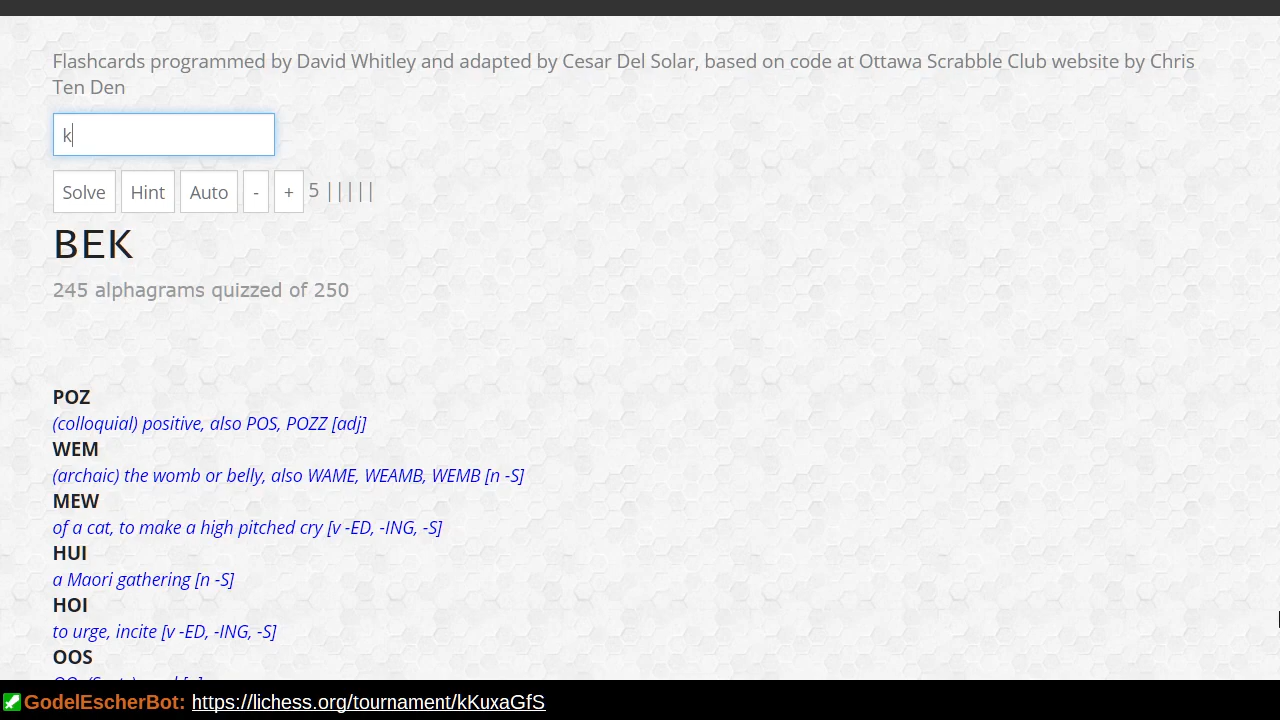 Flashcards programmed by David Whitley and adapted by Cesar Del Solar, based on code at Ottawa Scrabble Club website by Chris
Ten Den
k
Solve Hint Auto - + 5 |||||
BEK
245 alphagrams quizzed of 250
POZ
(colloquial) positive, also POS, POZZ [adj]
WEM
(archaic) the womb or belly, also WAME, WEAMB, WEMB [n -S]
MEW
of a cat, to make a high pitched cry [v -ED, -ING, -S]
HUI
a Maori gathering [n -S]
HOI
to urge, incite [v -ED, -ING, -S]
OOS
GodelEscherBot: https://lichess.org/tournament/kKuxaGfS